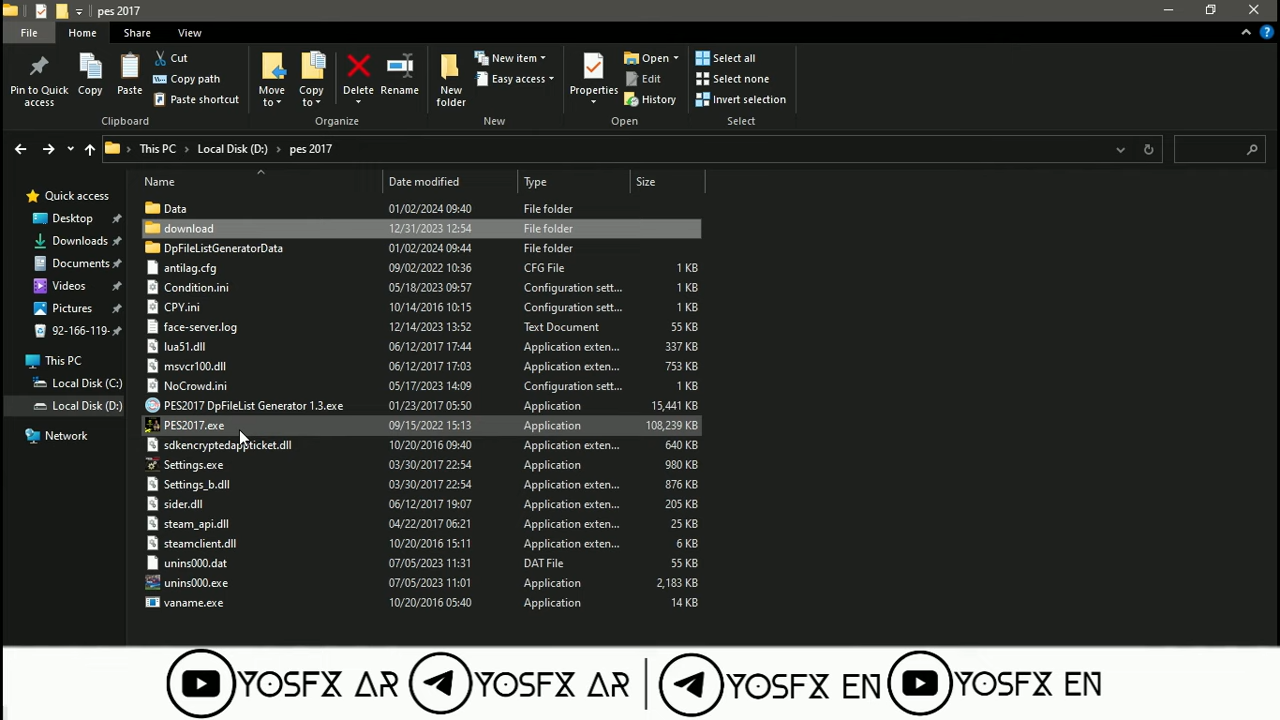 pes 2017
File Home Share View
Pin to Quick access
Copy
Paste
Cut
Copy path
Paste shortcut
Move to
Copy to
Delete
Rename
New folder
New item
Easy access
Properties
Open
Edit
History
Select all
Select none
Invert selection
Clipboard Organize New Open Select
This PC Local Disk (D:) pes 2017
Name Date modified Type Size
Quick access
Desktop
Downloads
Documents
Videos
Pictures
92-166-119-
This PC
Local Disk (C:)
Local Disk (D:)
Network
Data 01/02/2024 09:40 File folder
download 12/31/2023 12:54 File folder
DpFileListGeneratorData 01/02/2024 09:44 File folder
antilag.cfg 09/02/2022 10:36 CFG File 1 KB
Condition.ini 05/18/2023 09:57 Configuration sett... 1 KB
CPY.ini 10/14/2016 10:15 Configuration sett... 1 KB
face-server.log 12/14/2023 13:52 Text Document 55 KB
lua51.dll 06/12/2017 17:44 Application exten... 337 KB
msvcr100.dll 06/12/2017 17:03 Application exten... 753 KB
NoCrowd.ini 05/17/2023 14:09 Configuration sett... 1 KB
PES2017 DpFileList Generator 1.3.exe 01/23/2017 05:50 Application 15,441 KB
PES2017.exe 09/15/2022 15:13 Application 108,239 KB
sdkencryptedappticket.dll 10/20/2016 09:40 Application exten... 640 KB
Settings.exe 03/30/2017 22:54 Application 980 KB
Settings_b.dll 03/30/2017 22:54 Application exten... 876 KB
sider.dll 06/12/2017 19:07 Application exten... 205 KB
steam_api.dll 04/22/2017 06:21 Application exten... 25 KB
steamclient.dll 10/20/2016 15:11 Application exten... 6 KB
unins000.dat 07/05/2023 11:31 DAT File 55 KB
unins000.exe 07/05/2023 11:01 Application 2,183 KB
vaname.exe 10/20/2016 05:40 Application 14 KB
YOSFX AR YOSFX AR | YOSFX EN YOSFX EN